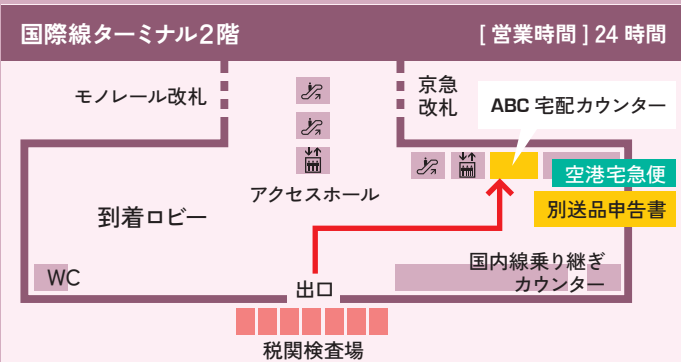 国際線ターミナル2階
[ 営業時間 ] 24 時間
モノレール改札
京急
改札
ABC 宅配カウンター
アクセスホール
空港宅急便
別送品申告書
到着ロビー
国内線乗り継ぎ
カウンター
WC
出口
税関検査場